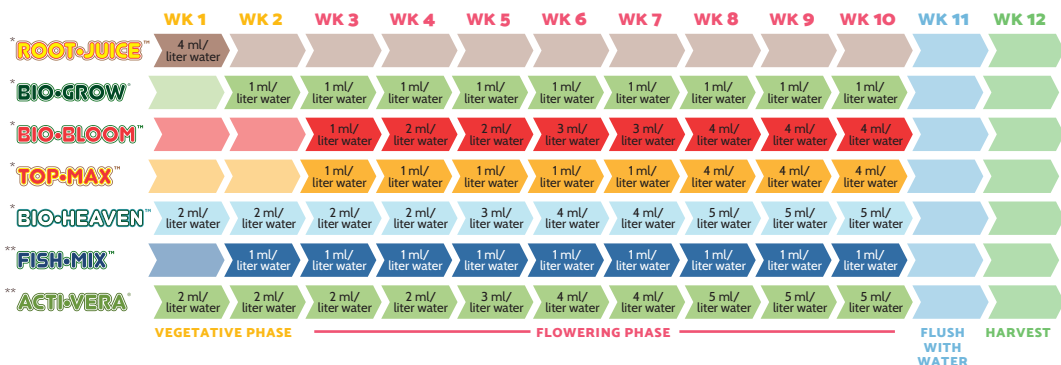 WK 1 WK 2 WK 3 WK 4 WK 5 WK 6 WK 7 WK 8 WK 9 WK 10 WK 11 WK 12
*ROOT•JUICE™ 4 ml/
liter water
*BIO•GROW® 1 ml/ 1 ml/ 1 ml/ 1 ml/ 1 ml/ 1 ml/ 1 ml/ 1 ml/ 1 ml/
liter water liter water liter water liter water liter water liter water liter water liter water liter water
*BIO•BLOOM™ 1 ml/ 2 ml/ 2 ml/ 3 ml/ 3 ml/ 4 ml/ 4 ml/ 4 ml/
liter water liter water liter water liter water liter water liter water liter water liter water
*TOP•MAX™ 1 ml/ 1 ml/ 1 ml/ 1 ml/ 1 ml/ 4 ml/ 4 ml/ 4 ml/
liter water liter water liter water liter water liter water liter water liter water liter water
*BIO•HEAVEN™ 2 ml/ 2 ml/ 2 ml/ 2 ml/ 3 ml/ 4 ml/ 4 ml/ 5 ml/ 5 ml/ 5 ml/
liter water liter water liter water liter water liter water liter water liter water liter water liter water liter water
**FISH•MIX™ 1 ml/ 1 ml/ 1 ml/ 1 ml/ 1 ml/ 1 ml/ 1 ml/ 1 ml/ 1 ml/
liter water liter water liter water liter water liter water liter water liter water liter water liter water
**ACTI•VERA® 2 ml/ 2 ml/ 2 ml/ 2 ml/ 3 ml/ 4 ml/ 4 ml/ 5 ml/ 5 ml/ 5 ml/
liter water liter water liter water liter water liter water liter water liter water liter water liter water liter water
VEGETATIVE PHASE FLOWERING PHASE FLUSH HARVEST
WITH
WATER